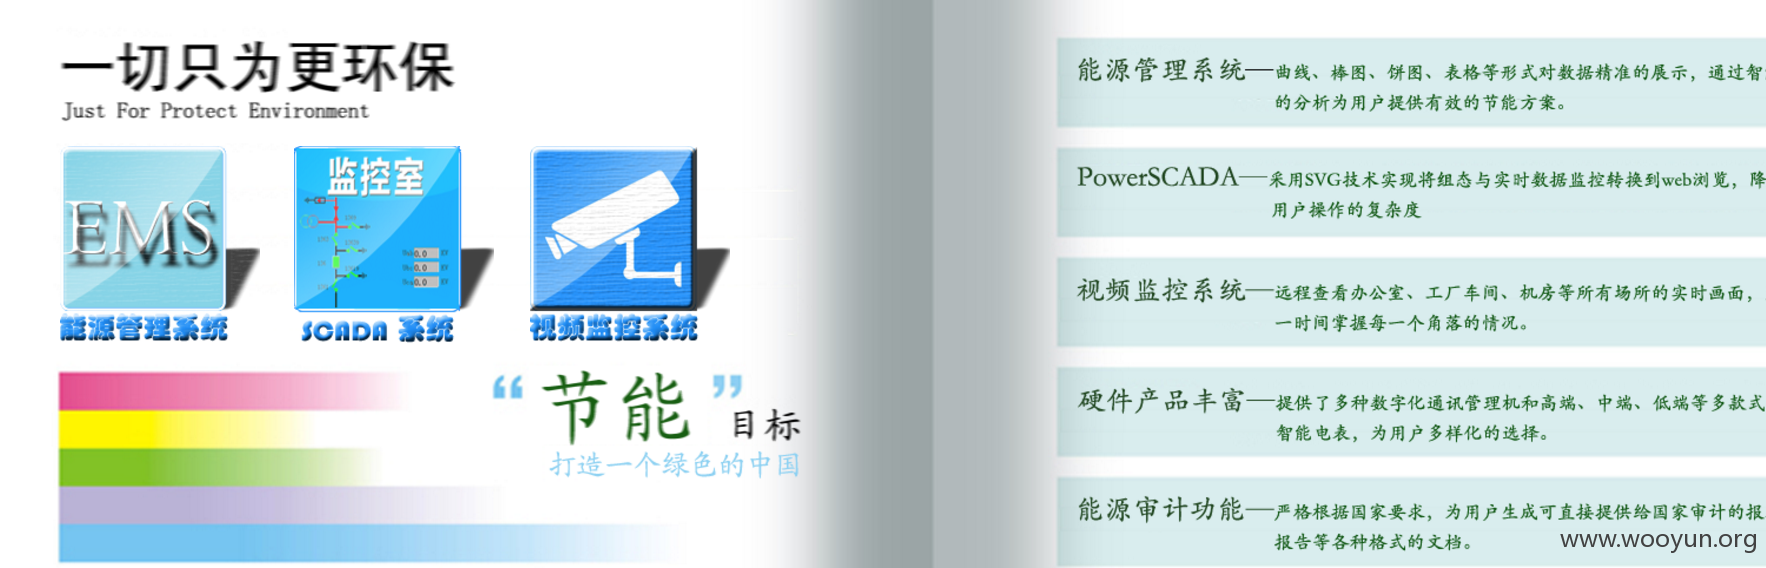 一切只为更环保
Just For Protect Environment
EMS
监控室
0.0
0.0
0.0
能源管理系统
SCADA 系统
视频监控系统
“节能”
目标
打造一个绿色的中国
能源管理系统—曲线、棒图、饼图、表格等形式对数据精准的展示，通过智
的分析为用户提供有效的节能方案。
PowerSCADA—采用SVG技术实现将组态与实时数据监控转换到web浏览，降
用户操作的复杂度
视频监控系统—远程查看办公室、工厂车间、机房等所有场所的实时画面，
一时间掌握每一个角落的情况。
硬件产品丰富—提供了多种数字化通讯管理机和高端、中端、低端等多款式
智能电表，为用户多样化的选择。
能源审计功能—严格根据国家要求，为用户生成可直接提供给国家审计的报
报告等各种格式的文档。
www.wooyun.org